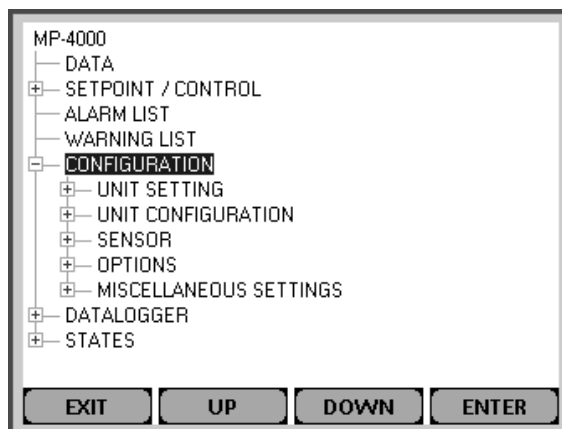 MP-4000
DATA
SETPOINT / CONTROL
ALARM LIST
WARNING LIST
CONFIGURATION
UNIT SETTING
UNIT CONFIGURATION
SENSOR
OPTIONS
MISCELLANEOUS SETTINGS
DATALOGGER
STATES
EXIT UP DOWN ENTER